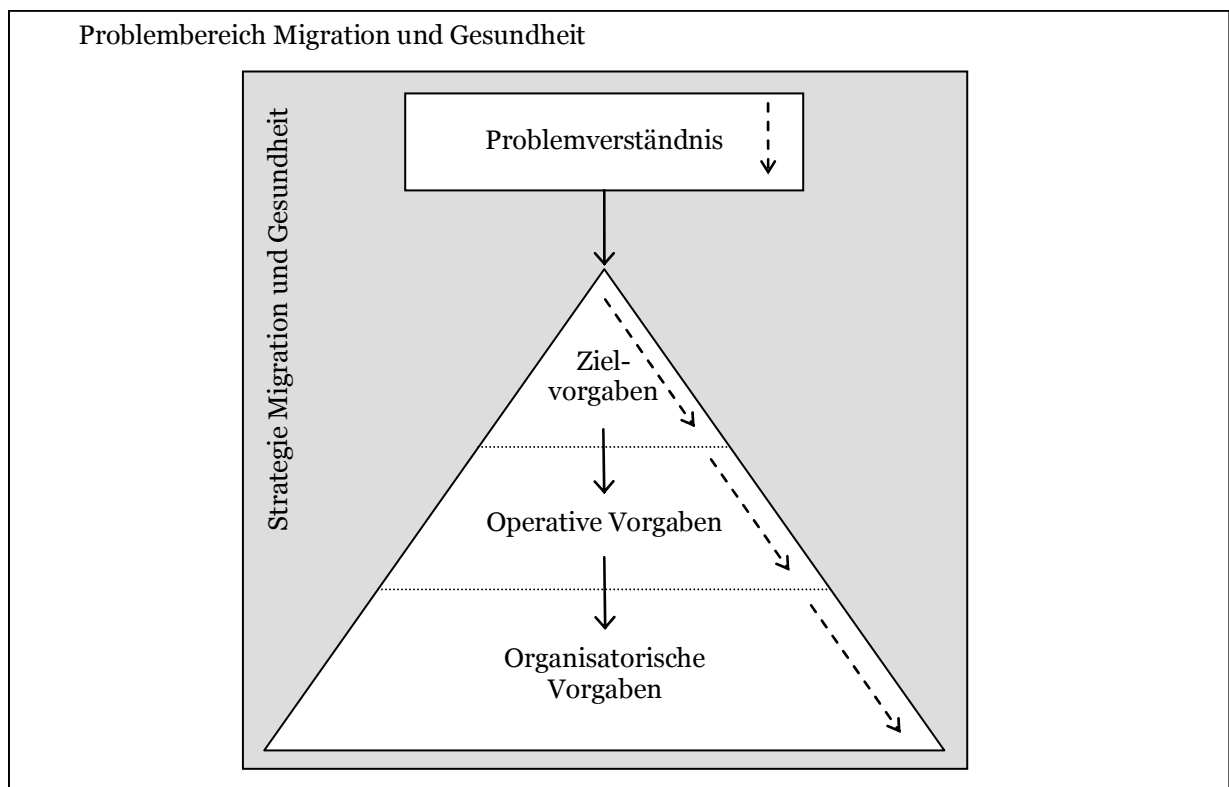 Problembereich Migration und Gesundheit
Strategie Migration und Gesundheit
Problemverständnis
Ziel-
vorgaben
Operative Vorgaben
Organisatorische
Vorgaben